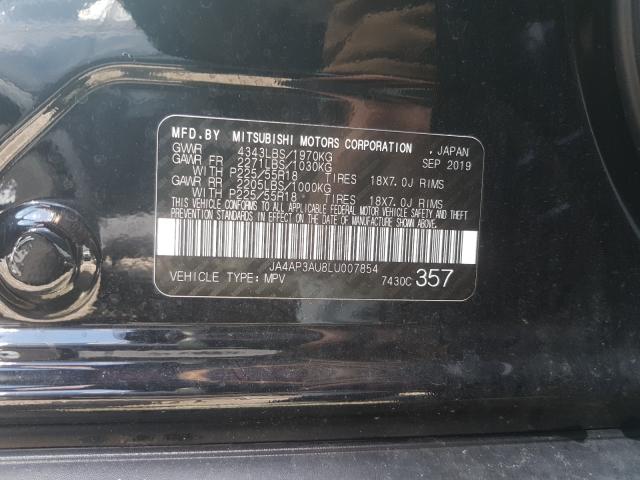 MFD.BY MITSUBISHI MOTORS CORPORATION , JAPAN
GVWR 4343LBS/1970KG SEP 2019
GAWR FR 2271LBS/1030KG
WITH P225/55R18 TIRES 18X7.0J RIMS
GAWR RR 2205LBS/1000KG
WITH P225/55R18 TIRES 18X7.0J RIMS
THIS VEHICLE CONFORMS TO ALL APPLICABLE FEDERAL MOTOR VEHICLE SAFETY AND THEFT
PREVENTION STANDARDS IN EFFECT ON THE DATE OF MANUFACTURE SHOWN ABOVE.
JA4AP3AU8LU007854
VEHICLE TYPE: MPV 7430C 357